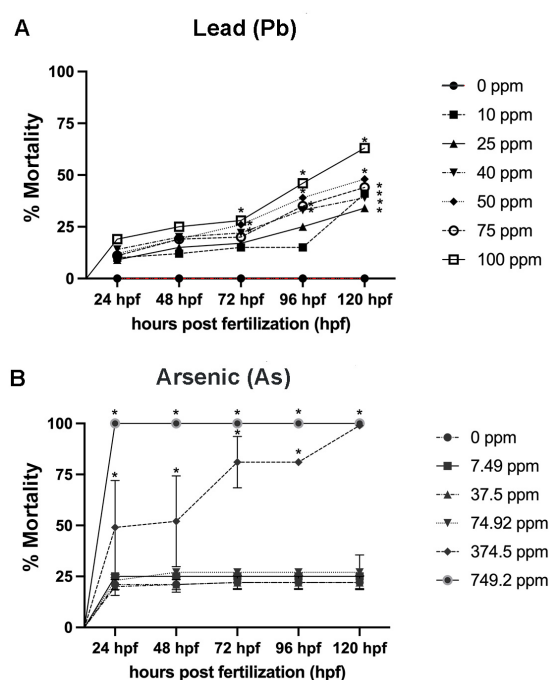 A
Lead (Pb)
100
75
50
25
0
% Mortality
24 hpf 48 hpf 72 hpf 96 hpf 120 hpf
hours post fertilization (hpf)
0 ppm
10 ppm
25 ppm
40 ppm
50 ppm
75 ppm
100 ppm
B
Arsenic (As)
100
75
50
25
0
% Mortality
24 hpf 48 hpf 72 hpf 96 hpf 120 hpf
hours post fertilization (hpf)
0 ppm
7.49 ppm
37.5 ppm
74.92 ppm
374.5 ppm
749.2 ppm